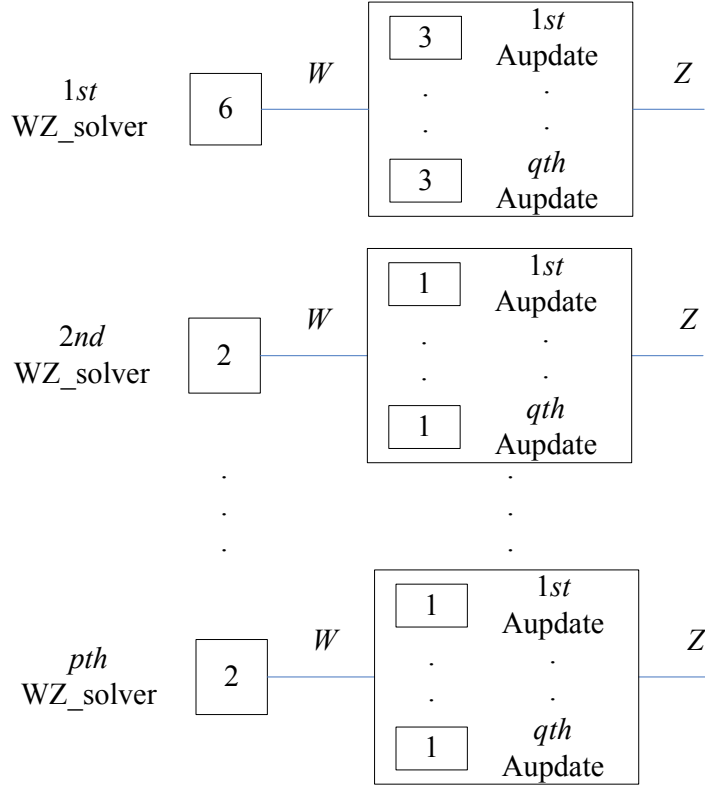 1st
WZ_solver
6
W
3
1st
Aupdate
. .
. .
3
qth
Aupdate
Z
2nd
WZ_solver
2
W
1
1st
Aupdate
. .
. .
1
qth
Aupdate
Z
. .
. .
. .
pth
WZ_solver
2
W
1
1st
Aupdate
. .
. .
1
qth
Aupdate
Z